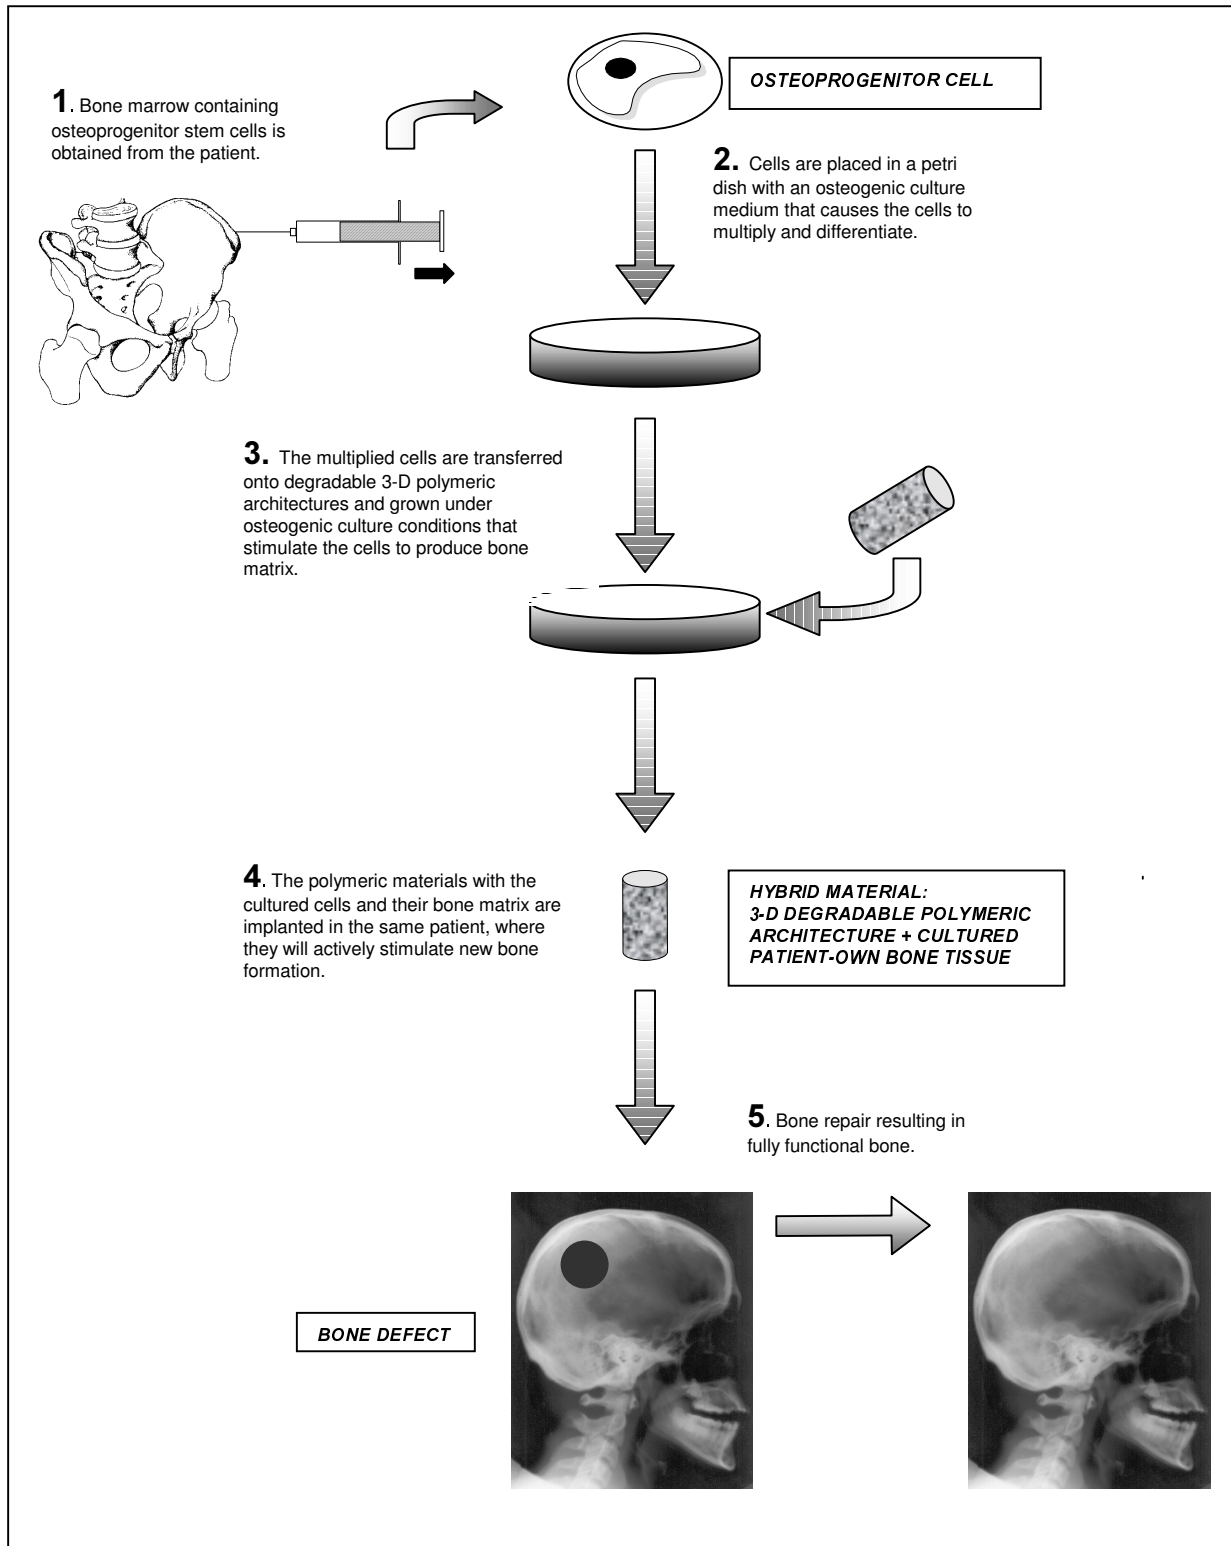 1. Bone marrow containing
osteoprogenitor stem cells is
obtained from the patient.
OSTEOPROGENITOR CELL
2. Cells are placed in a petri
dish with an osteogenic culture
medium that causes the cells to
multiply and differentiate.
3. The multiplied cells are transferred
onto degradable 3-D polymeric
architectures and grown under
osteogenic culture conditions that
stimulate the cells to produce bone
matrix.
4. The polymeric materials with the
cultured cells and their bone matrix are
implanted in the same patient, where
they will actively stimulate new bone
formation.
HYBRID MATERIAL:
3-D DEGRADABLE POLYMERIC
ARCHITECTURE + CULTURED
PATIENT-OWN BONE TISSUE
5. Bone repair resulting in
fully functional bone.
BONE DEFECT